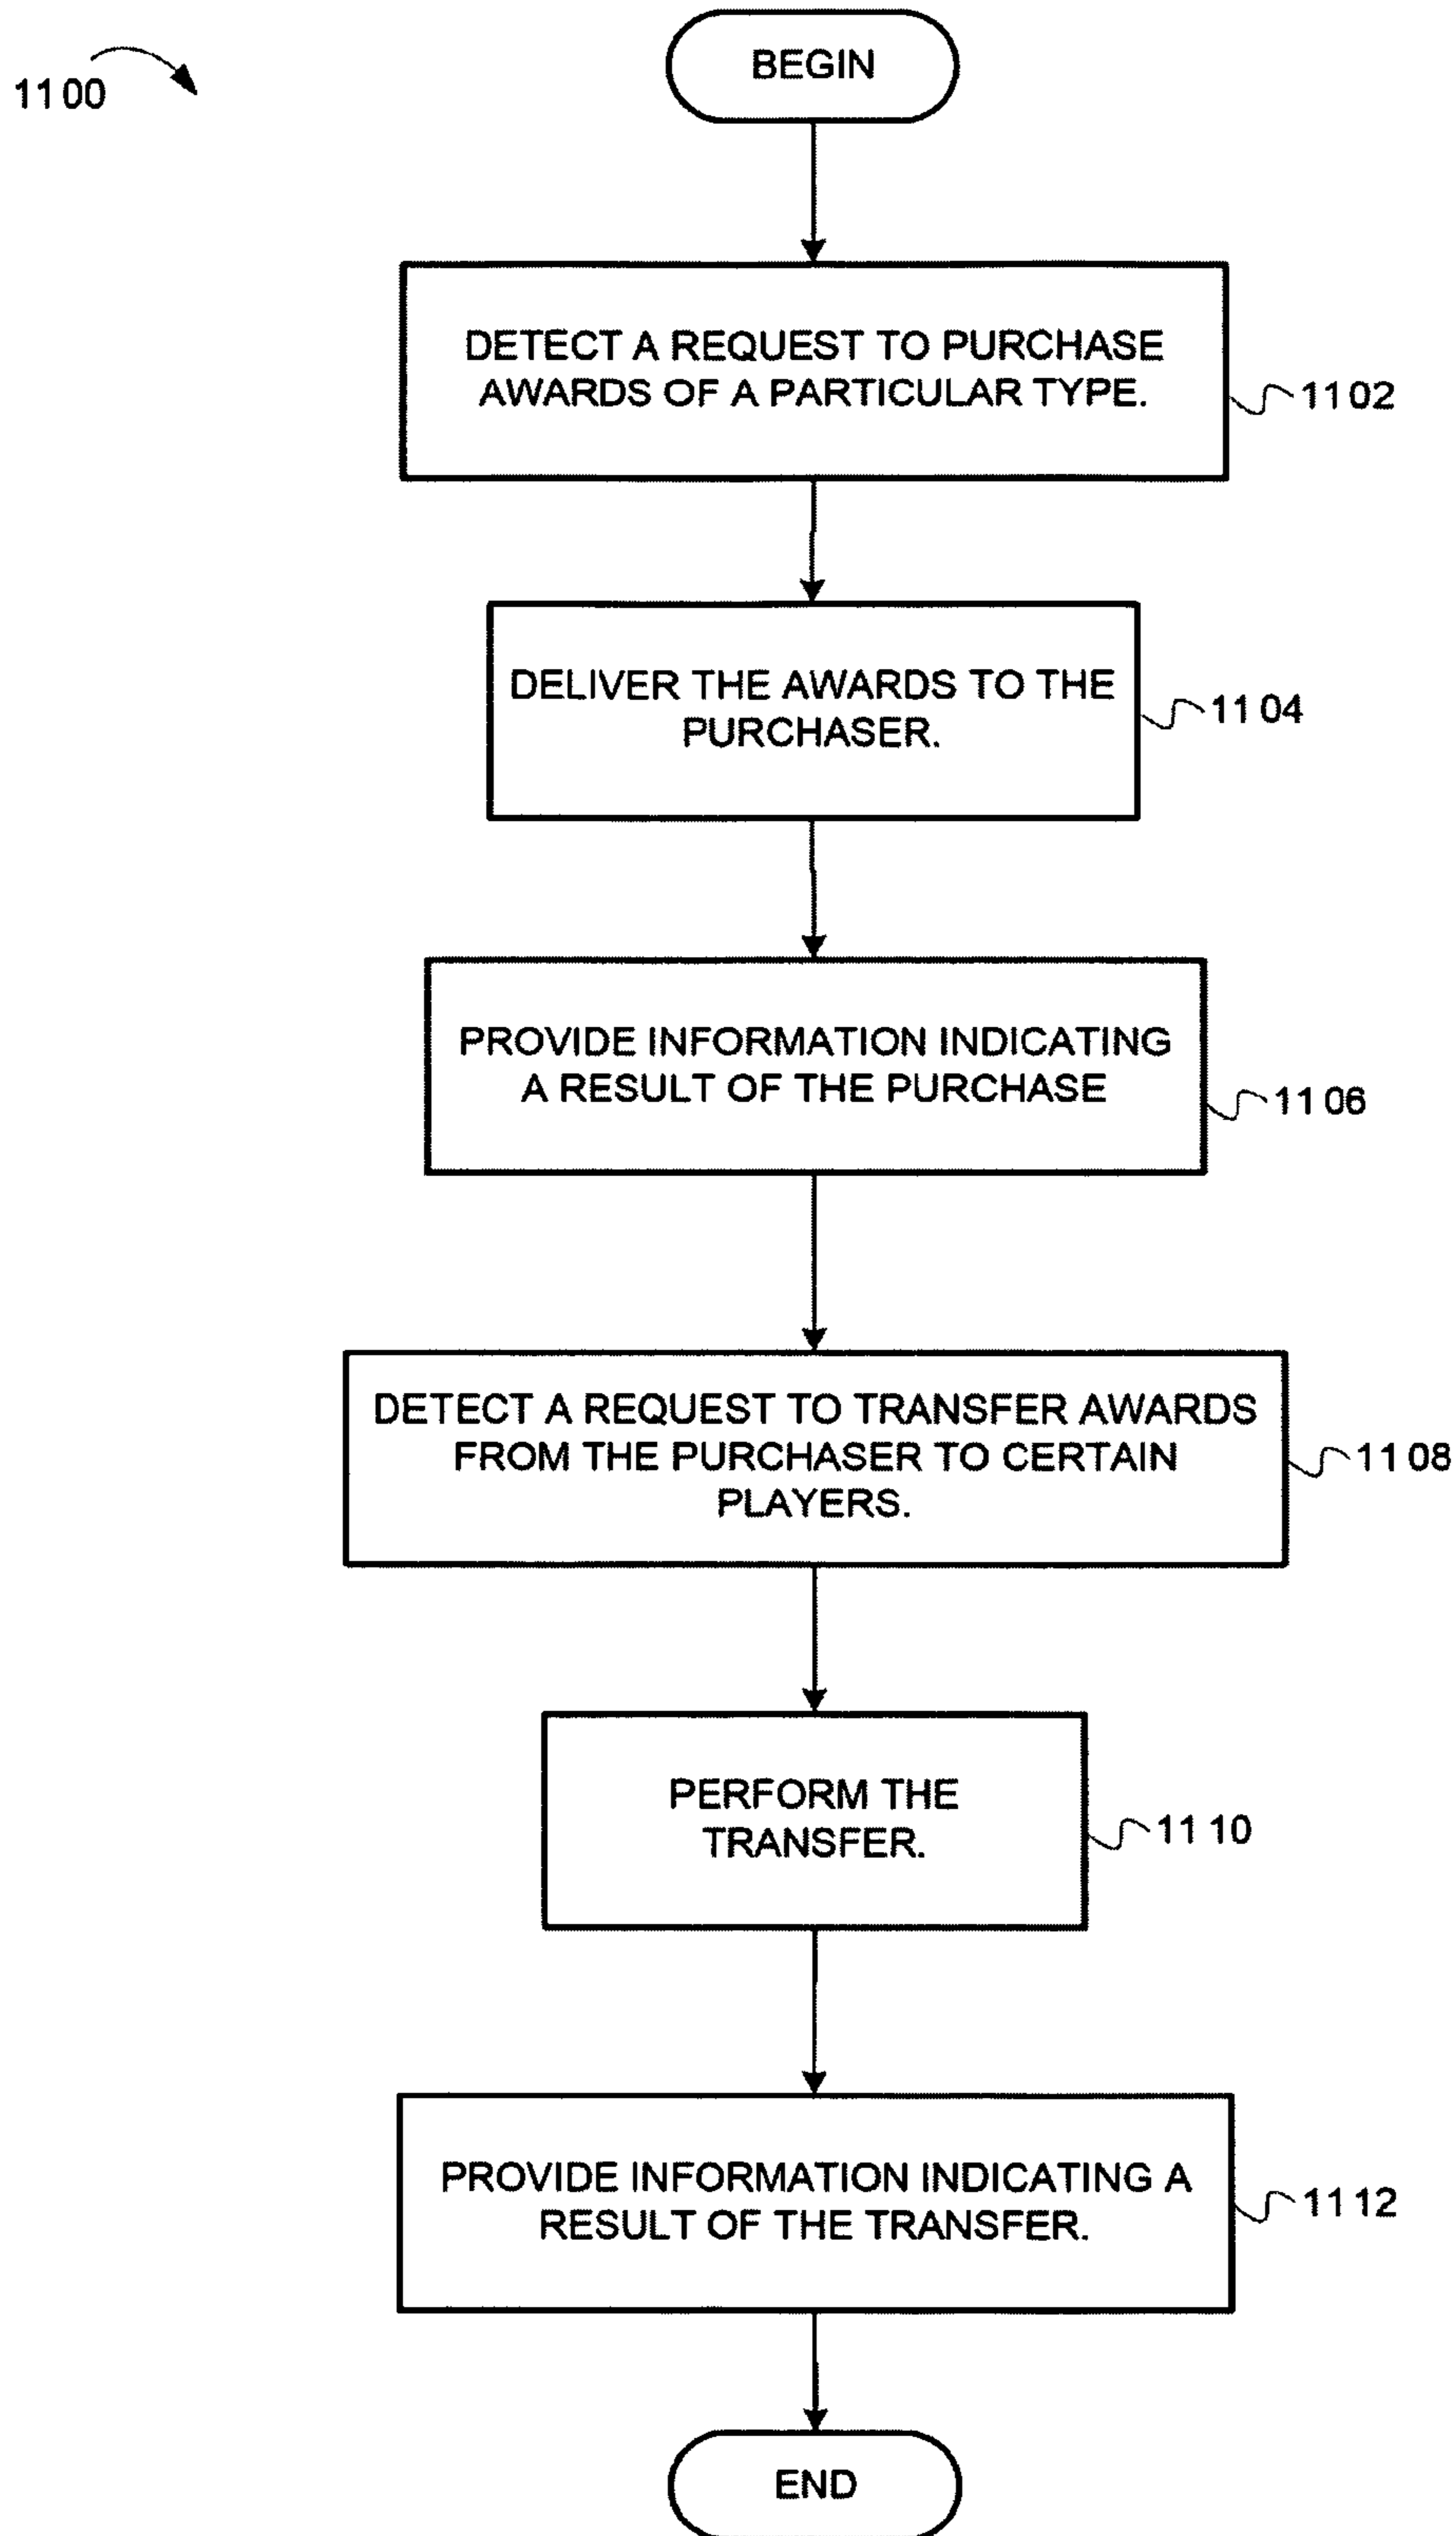 1100
BEGIN
DETECT A REQUEST TO PURCHASE
AWARDS OF A PARTICULAR TYPE.
1102
DELIVER THE AWARDS TO THE
PURCHASER.
1104
PROVIDE INFORMATION INDICATING
A RESULT OF THE PURCHASE
1106
DETECT A REQUEST TO TRANSFER AWARDS
FROM THE PURCHASER TO CERTAIN
PLAYERS.
1108
PERFORM THE
TRANSFER.
1110
PROVIDE INFORMATION INDICATING A
RESULT OF THE TRANSFER.
1112
END